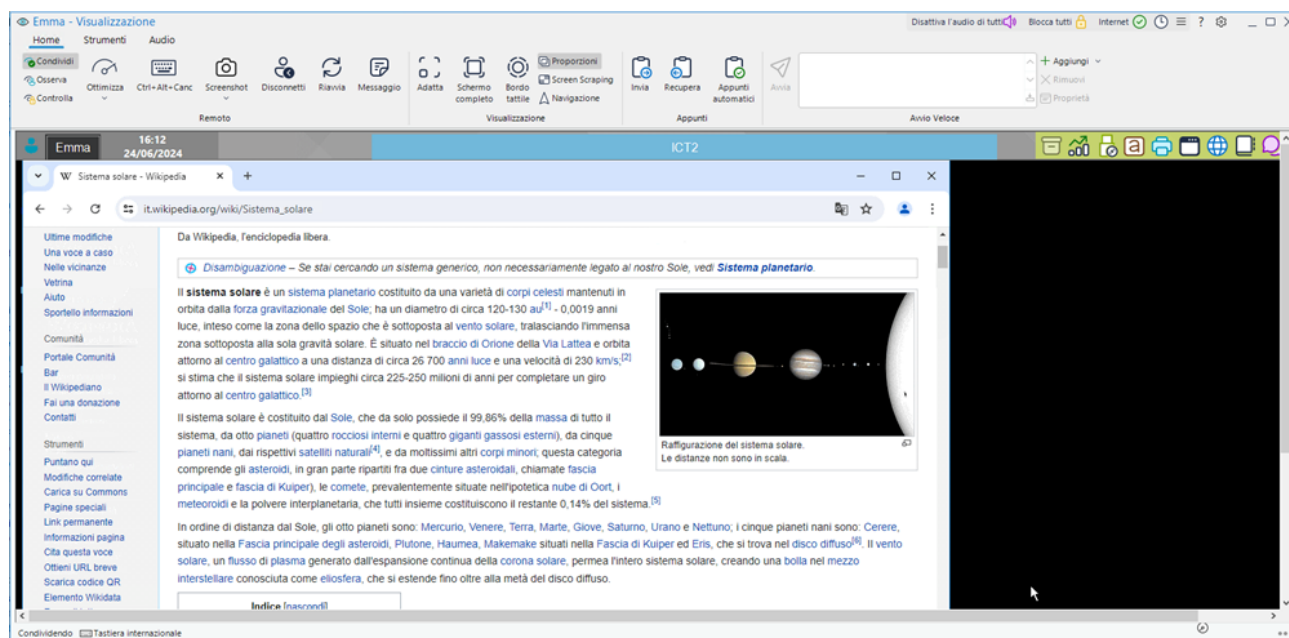 Emma - Visualizzazione
Disattiva l'audio di tutti
Blocca tutti
Internet
Home Strumenti Audio
Condividi
Osserva
Controlla
Ottimizza
Ctrl+Alt+Canc
Screenshot
Disconnetti
Riavvia
Messaggio
Remoto
Adatta
Schermo
completo
Bordo
tattile
Proporzioni
Screen Scraping
Navigazione
Visualizzazione
Invia
Recupera
Appunti
automatici
Appunti
Avvia
Aggiungi
Rimuovi
Proprietà
Avvio Veloce
Emma
16:12
24/06/2024
ICT2
W Sistema solare - Wikipedia
it.wikipedia.org/wiki/Sistema_solare
Ultime modifiche
Una voce a caso
Nelle vicinanze
Vetrina
Aiuto
Sportello informazioni
Comunità
Portale Comunità
Bar
Il Wikipediano
Fai una donazione
Contatti
Strumenti
Puntano qui
Modifiche correlate
Carica su Commons
Pagine speciali
Link permanente
Informazioni pagina
Cita questa voce
Ottieni URL breve
Scarica codice QR
Elemento Wikidata
Da Wikipedia, l'enciclopedia libera.
Disambiguazione – Se stai cercando un sistema generico, non necessariamente legato al nostro Sole, vedi Sistema planetario.
Il sistema solare è un sistema planetario costituito da una varietà di corpi celesti mantenuti in
orbita dalla forza gravitazionale del Sole; ha un diametro di circa 120-130 au[1] - 0,0019 anni
luce, inteso come la zona dello spazio che è sottoposta al vento solare, tralasciando l'immensa
zona sottoposta alla sola gravità solare. È situato nel braccio di Orione della Via Lattea e orbita
attorno al centro galattico a una distanza di circa 26 700 anni luce e una velocità di 230 km/s;[2]
si stima che il sistema solare impieghi circa 225-250 milioni di anni per completare un giro
attorno al centro galattico.[3]
Il sistema solare è costituito dal Sole, che da solo possiede il 99,86% della massa di tutto il
sistema, da otto pianeti (quattro rocciosi interni e quattro giganti gassosi esterni), da cinque
pianeti nani, dai rispettivi satelliti naturali[4], e da moltissimi altri corpi minori; questa categoria
comprende gli asteroidi, in gran parte ripartiti fra due cinture asteroidali, chiamate fascia
principale e fascia di Kuiper), le comete, prevalentemente situate nell'ipotetica nube di Oort, i
meteoroidi e la polvere interplanetaria, che tutti insieme costituiscono il restante 0,14% del sistema.[5]
Raffigurazione del sistema solare.
Le distanze non sono in scala.
In ordine di distanza dal Sole, gli otto pianeti sono: Mercurio, Venere, Terra, Marte, Giove, Saturno, Urano e Nettuno; i cinque pianeti nani sono: Cerere,
situato nella Fascia principale degli asteroidi, Plutone, Haumea, Makemake situati nella Fascia di Kuiper ed Eris, che si trova nel disco diffuso[6]. Il vento
solare, un flusso di plasma generato dall'espansione continua della corona solare, permea l'intero sistema solare, creando una bolla nel mezzo
interstellare conosciuta come eliosfera, che si estende fino oltre alla metà del disco diffuso.
Indice [nascondi]
Condividendo Tastiera internazionale